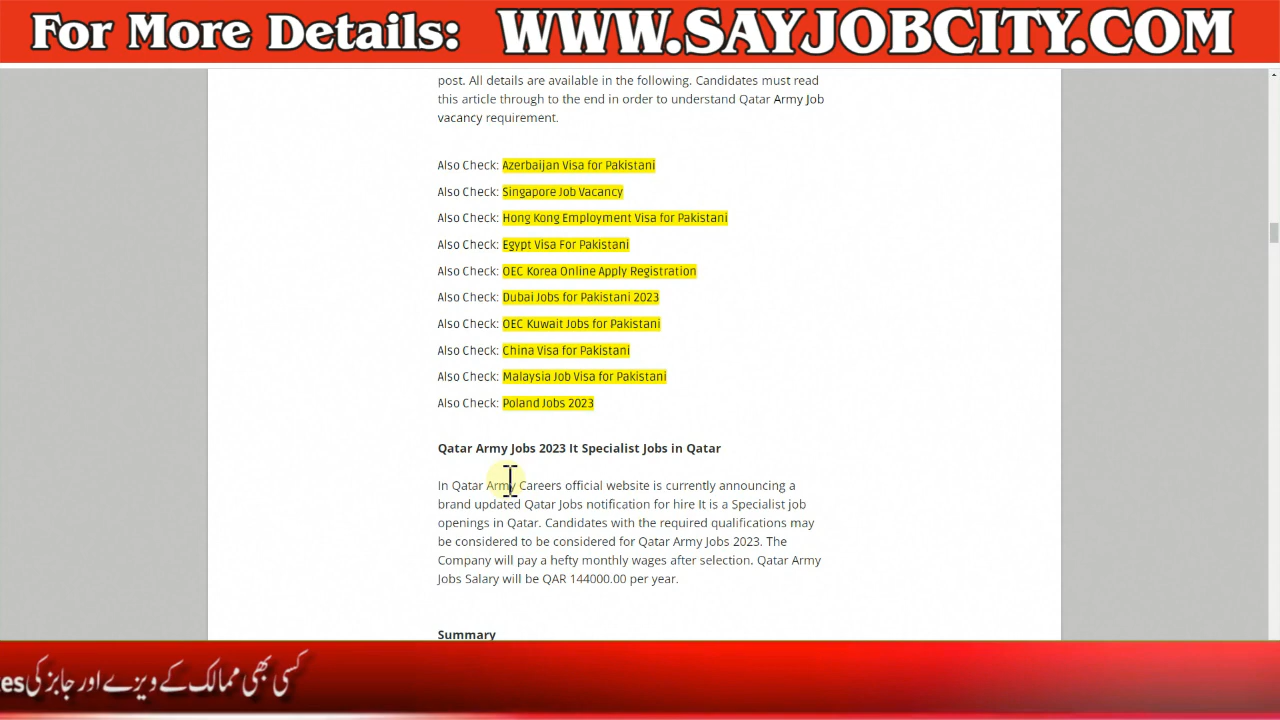 For More Details: WWW.SAYJOBCITY.COM
post. All details are available in the following. Candidates must read
this article through to the end in order to understand Qatar Army Job
vacancy requirement.
Also Check: Azerbaijan Visa for Pakistani
Also Check: Singapore Job Vacancy
Also Check: Hong Kong Employment Visa for Pakistani
Also Check: Egypt Visa For Pakistani
Also Check: OEC Korea Online Apply Registration
Also Check: Dubai Jobs for Pakistani 2023
Also Check: OEC Kuwait Jobs for Pakistani
Also Check: China Visa for Pakistani
Also Check: Malaysia Job Visa for Pakistani
Also Check: Poland Jobs 2023
Qatar Army Jobs 2023 It Specialist Jobs in Qatar
In Qatar Army Careers official website is currently announcing a
brand updated Qatar Jobs notification for hire It is a Specialist job
openings in Qatar. Candidates with the required qualifications may
be considered to be considered for Qatar Army Jobs 2023. The
Company will pay a hefty monthly wages after selection. Qatar Army
Jobs Salary will be QAR 144000.00 per year.
Summary
کسی بھی ممالک کے ویزے اور جابز کی es